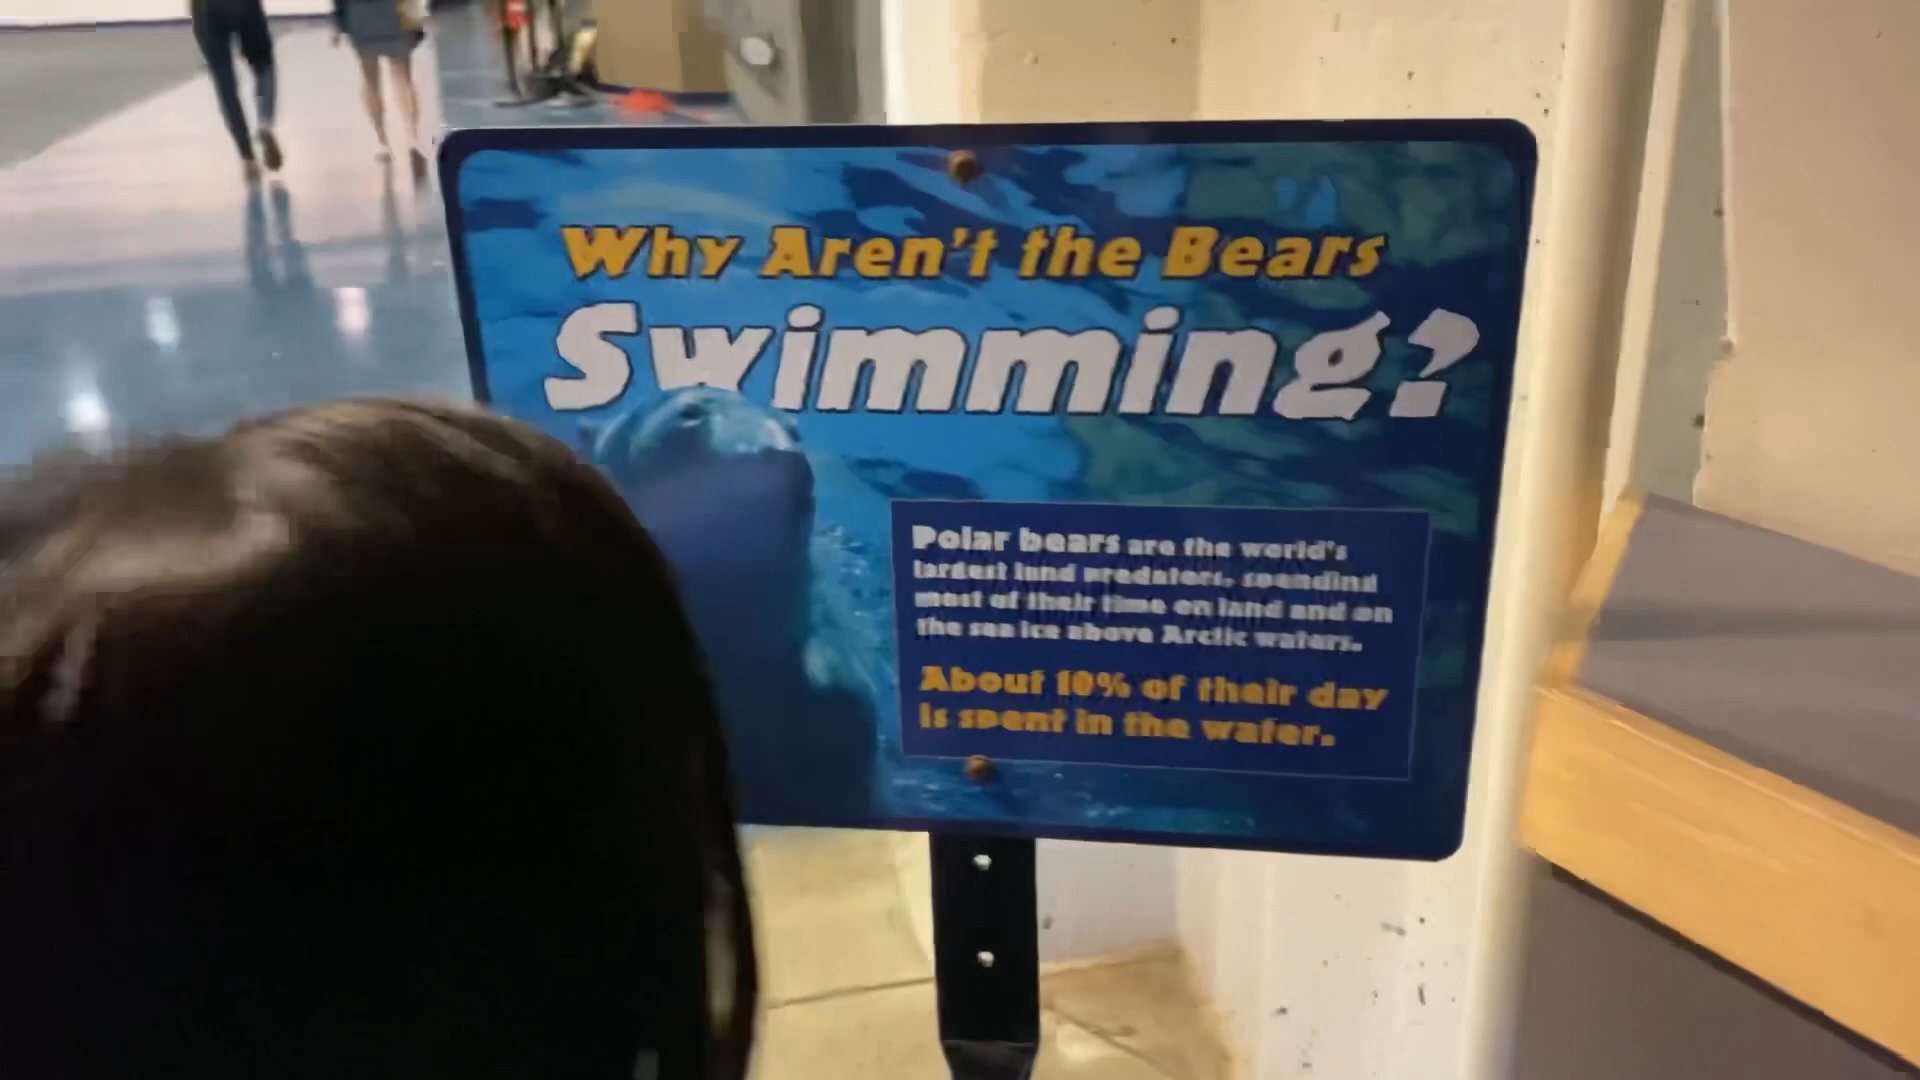 Why Aren't the Bears
Swimming?
Polar bears are the world's
largest land predators, spending
most of their time on land and on
the sea ice above Arctic waters.
About 10% of their day
is spent in the water.